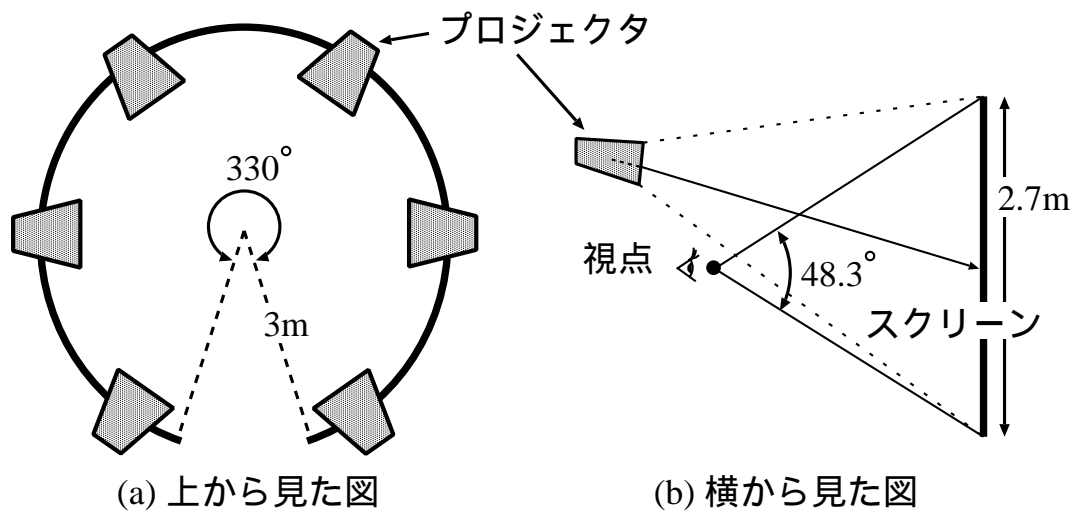 プロジェクタ
330°
3m
2.7m
視点
48.3°
スクリーン
(a) 上から見た図
(b) 横から見た図